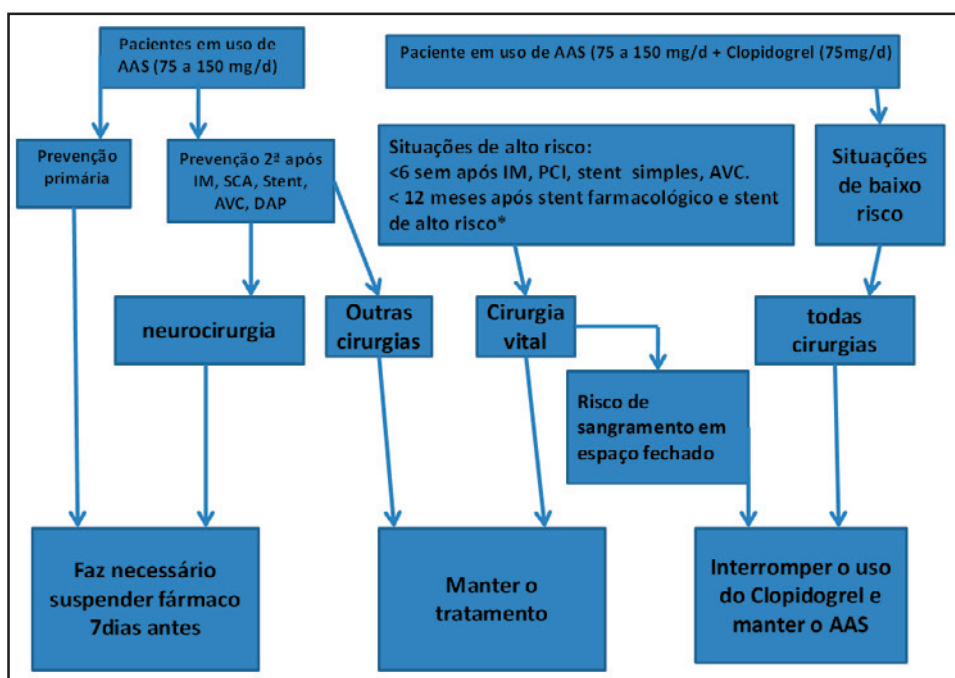 Pacientes em uso de
AAS (75 a 150 mg/d)
Paciente em uso de AAS (75 a 150 mg/d + Clopidogrel (75mg/d)
Prevenção
primária
Prevenção 2ª após
IM, SCA, Stent,
AVC, DAP
Situações de alto risco:
<6 sem após IM, PCI, stent simples, AVC.
< 12 meses após stent farmacológico e stent
de alto risco*
Situações
de baixo
risco
neurocirurgia
Outras
cirurgias
Cirurgia
vital
todas
cirurgias
Risco de
sangramento em
espaço fechado
Faz necessário
suspender fármaco
7dias antes
Manter o
tratamento
Interromper o uso
do Clopidogrel e
manter o AAS